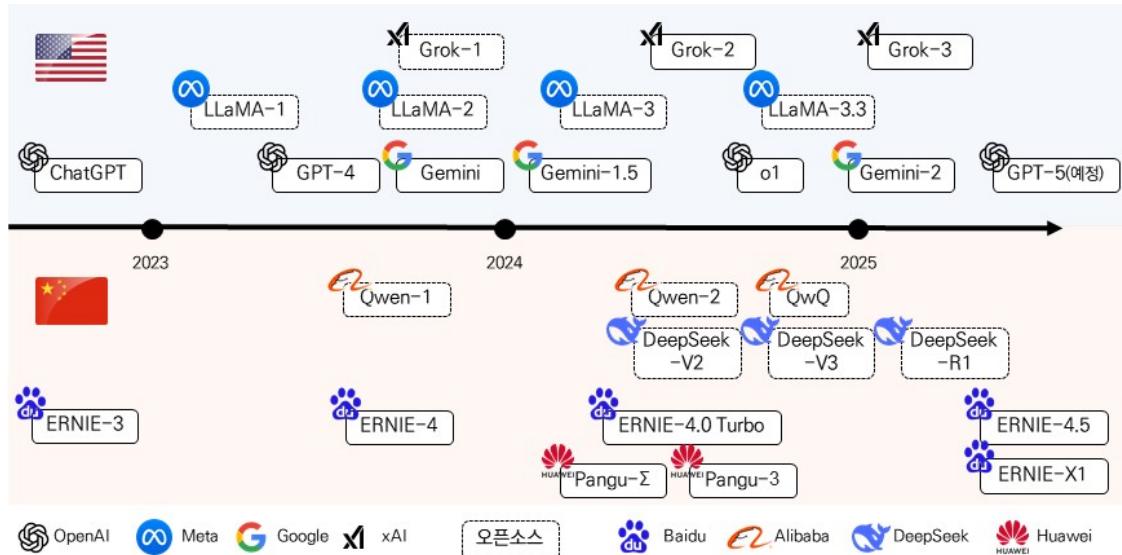 Grok-1
Grok-2
Grok-3
LLaMA-1
LLaMA-2
LLaMA-3
LLaMA-3.3
ChatGPT
GPT-4
Gemini
Gemini-1.5
o1
Gemini-2
GPT-5(예정)
2023
2024
2025
Qwen-1
Qwen-2
QwQ
DeepSeek
-V2
DeepSeek
-V3
DeepSeek
-R1
ERNIE-3
ERNIE-4
ERNIE-4.0 Turbo
ERNIE-4.5
HUAWEI
Pangu-Σ
HUAWEI
Pangu-3
ERNIE-X1
OpenAI
Meta
Google
xAI
오픈소스
Baidu
Alibaba
DeepSeek
HUAWEI
Huawei